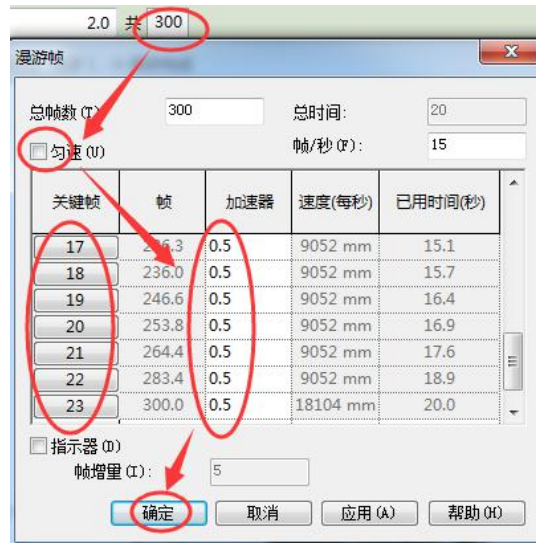 2.0 共 300
漫游帧
总帧数(T): 300 总时间: 20
匀速(U) 帧/秒(F): 15
关键帧 帧 加速器 速度(每秒) 已用时间(秒)
17 0.5 9052 mm 15.1
18 236.0 0.5 9052 mm 15.7
19 246.6 0.5 9052 mm 16.4
20 253.8 0.5 9052 mm 16.9
21 264.4 0.5 9052 mm 17.6
22 283.4 0.5 9052 mm 18.9
23 300.0 0.5 18104 mm 20.0
指示器(D)
帧增量(I): 5
确定 取消 应用(A) 帮助(H)